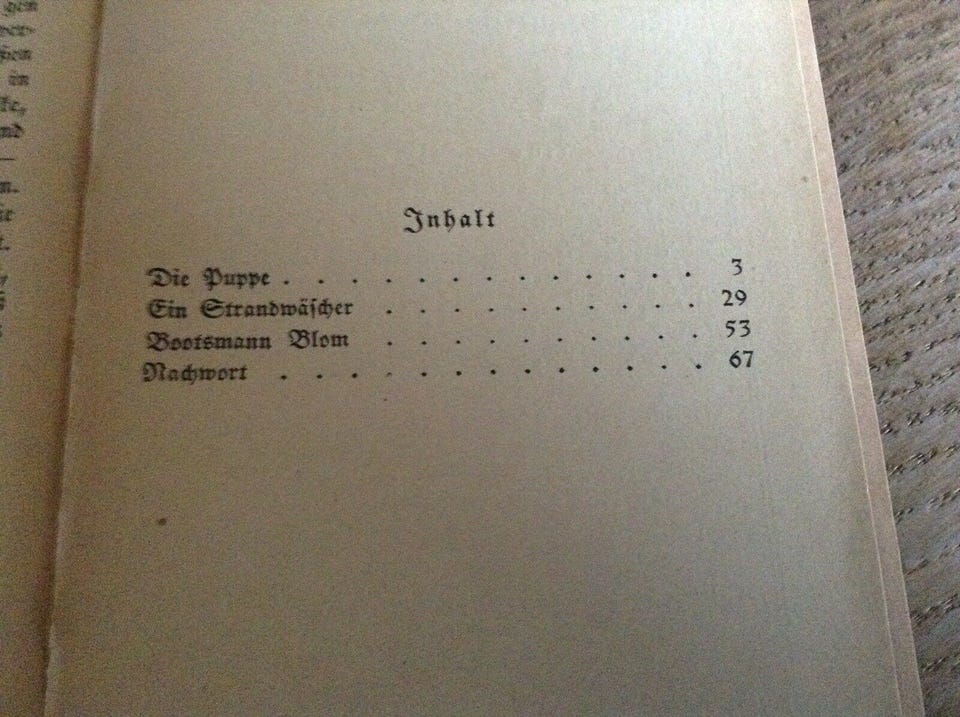 Inhalt
Die Puppe . . . . . . . . . . . . . 3
Ein Strandwäscher . . . . . . . . . . 29
Bootsmann Blom . . . . . . . . . . 53
Nachwort . . . . . . . . . . . . . 67